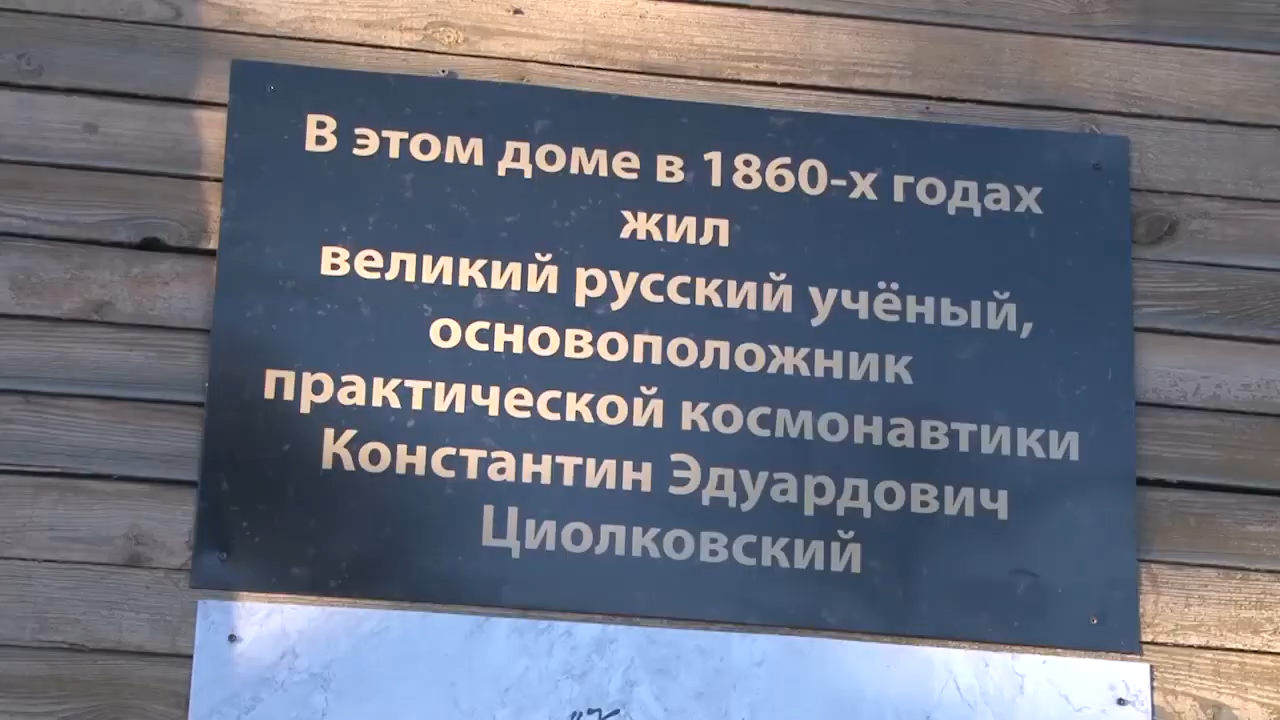 В этом доме в 1860-х годах
жил
великий русский учёный,
основоположник
практической космонавтики
Константин Эдуардович
Циолковский